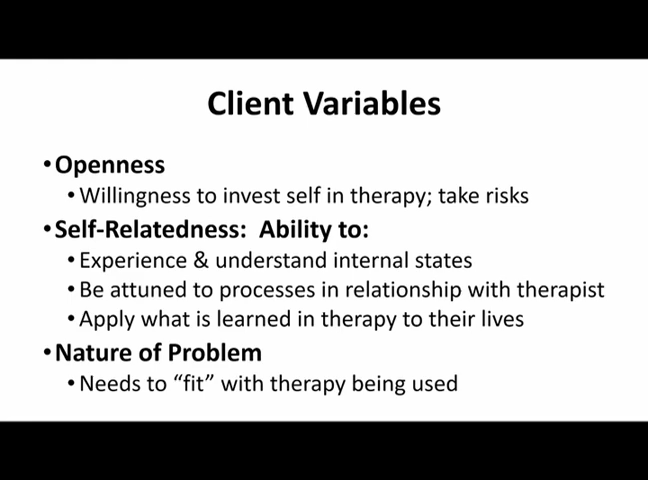 Client Variables
• Openness
• Willingness to invest self in therapy; take risks
• Self-Relatedness: Ability to:
• Experience & understand internal states
• Be attuned to processes in relationship with therapist
• Apply what is learned in therapy to their lives
• Nature of Problem
• Needs to “fit” with therapy being used